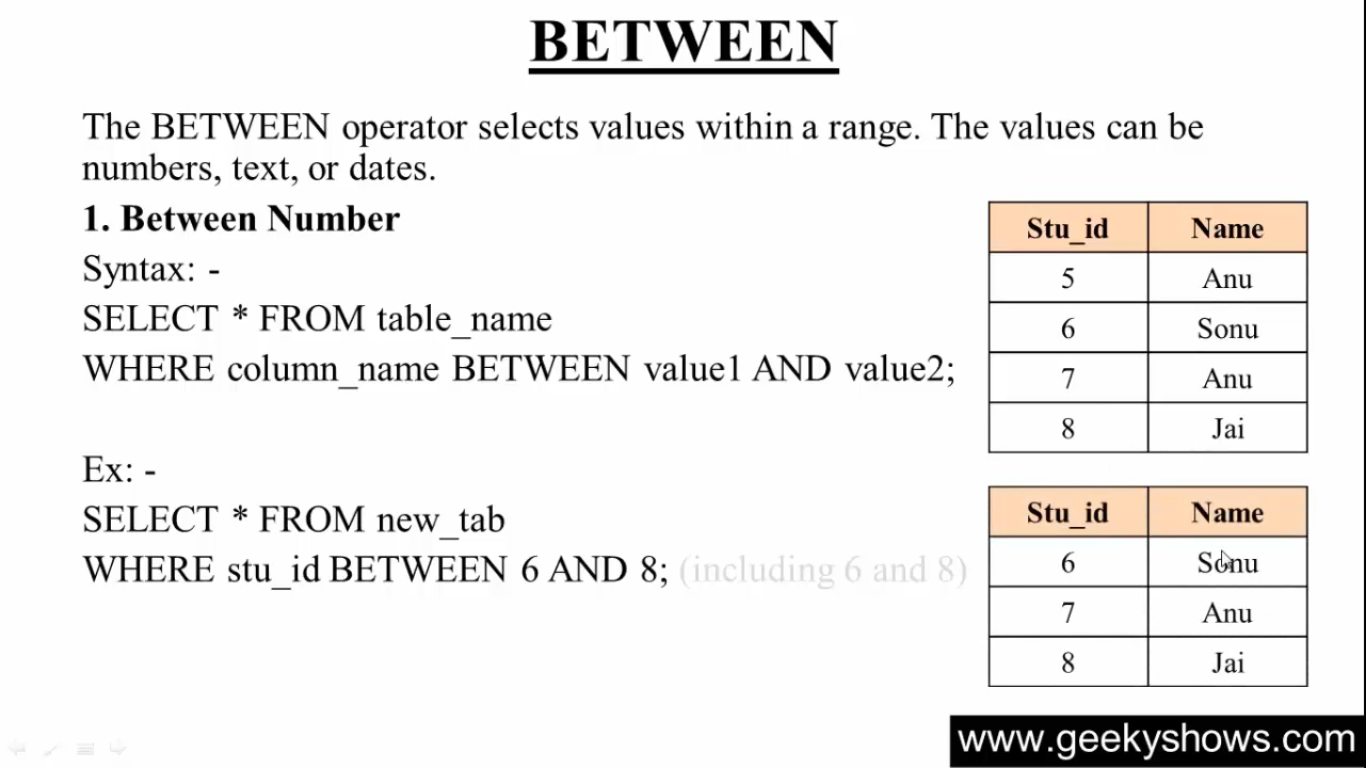 BETWEEN
The BETWEEN operator selects values within a range. The values can be
numbers, text, or dates.
1. Between Number
Syntax: -
SELECT * FROM table_name
WHERE column_name BETWEEN value1 AND value2;
Ex: -
SELECT * FROM new_tab
WHERE stu_id BETWEEN 6 AND 8; (including 6 and 8)
Stu_id Name
5 Anu
6 Sonu
7 Anu
8 Jai
Stu_id Name
6 Sonu
7 Anu
8 Jai
www.geekyshows.com